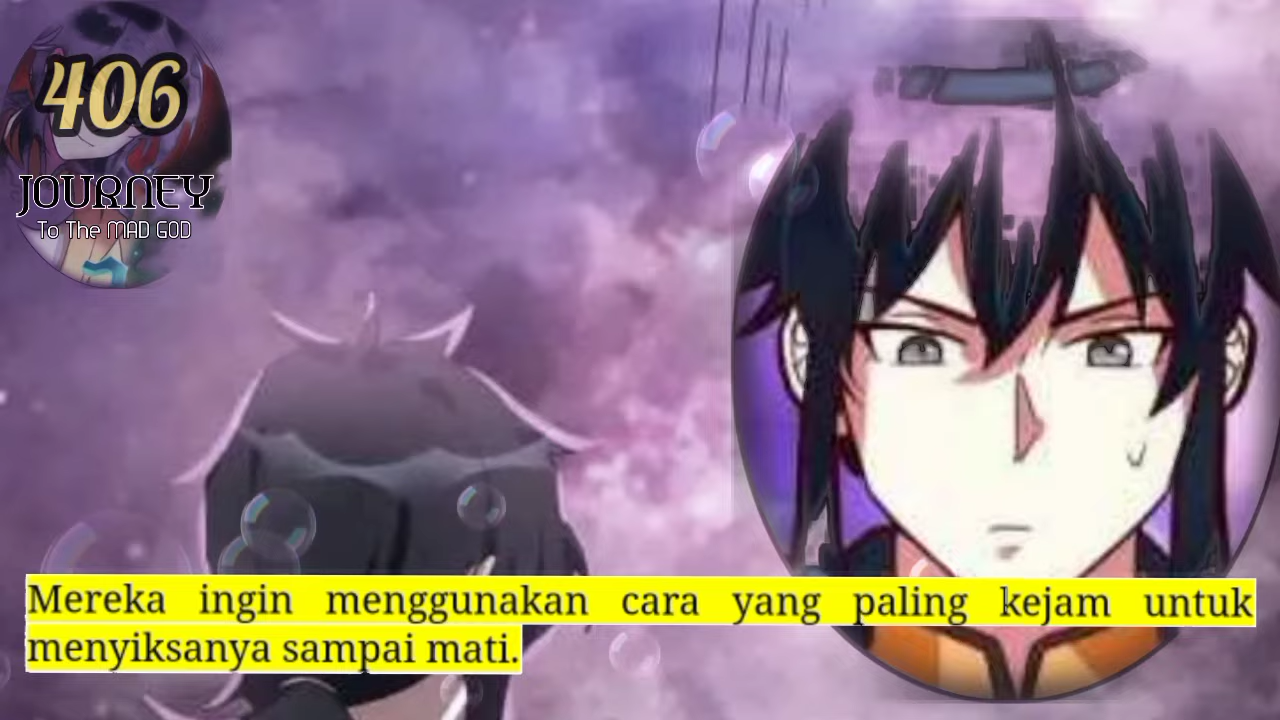 406
JOURNEY
To The MAD GOD
Mereka ingin menggunakan cara yang paling kejam untuk
menyiksanya sampai mati.